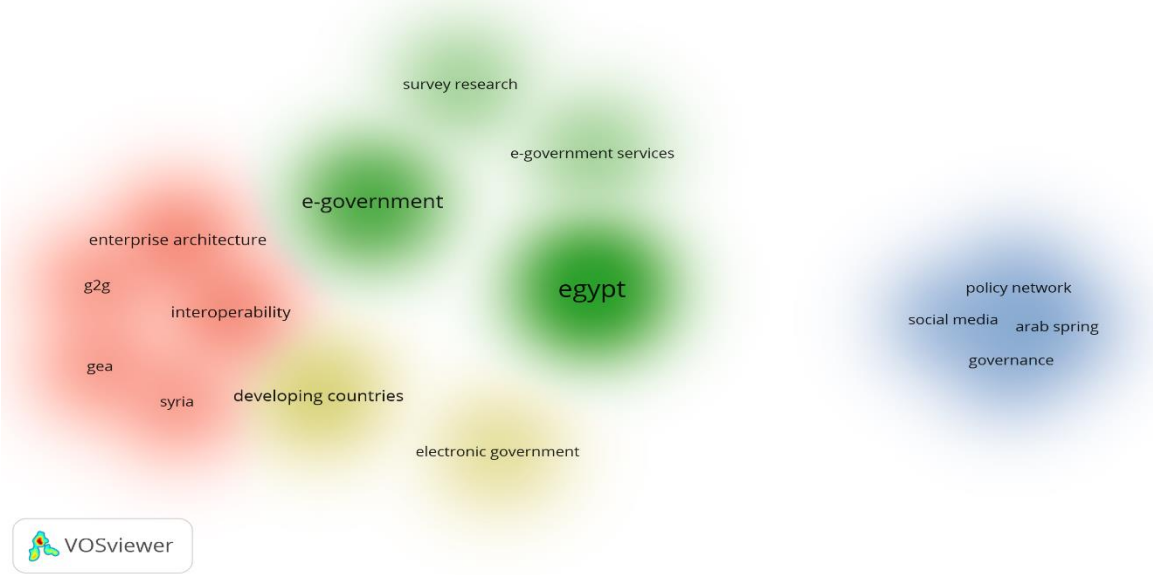 survey research
e-government services
e-government
enterprise architecture
g2g
interoperability
egypt
gea
syria
developing countries
electronic government
policy network
social media
arab spring
governance
VOSviewer